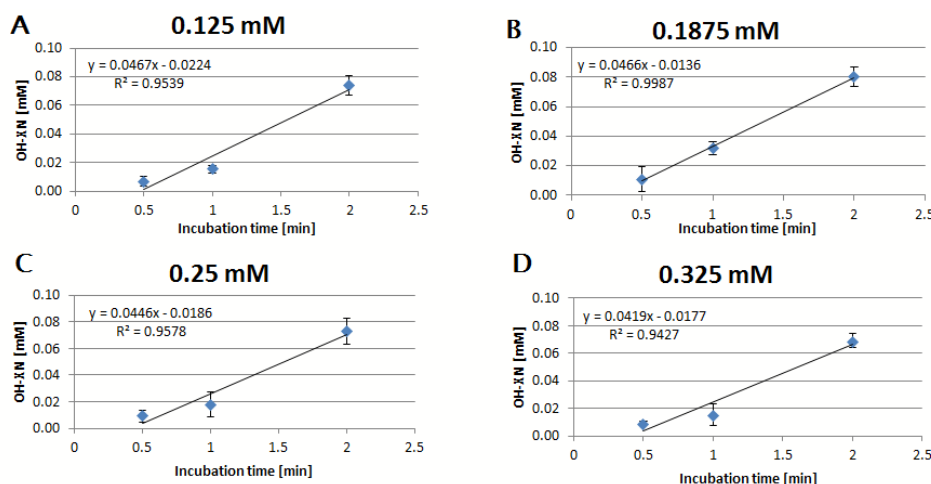 A
0.125 mM
0.10
0.08
0.06
0.04
0.02
0.00
OH-XN [mM]
y = 0.0467x - 0.0224
R² = 0.9539
0 0.5 1 1.5 2 2.5
Incubation time [min]
B
0.1875 mM
0.10
0.08
0.06
0.04
0.02
0.00
OH-XN [mM]
y = 0.0466x - 0.0136
R² = 0.9987
0 0.5 1 1.5 2 2.5
Incubation time [min]
C
0.25 mM
0.10
0.08
0.06
0.04
0.02
0.00
OH-XN [mM]
y = 0.0446x - 0.0186
R² = 0.9578
0 0.5 1 1.5 2 2.5
Incubation time [min]
D
0.325 mM
0.10
0.08
0.06
0.04
0.02
0.00
OH-XN [mM]
y = 0.0419x - 0.0177
R² = 0.9427
0 0.5 1 1.5 2 2.5
Incubation time [min]